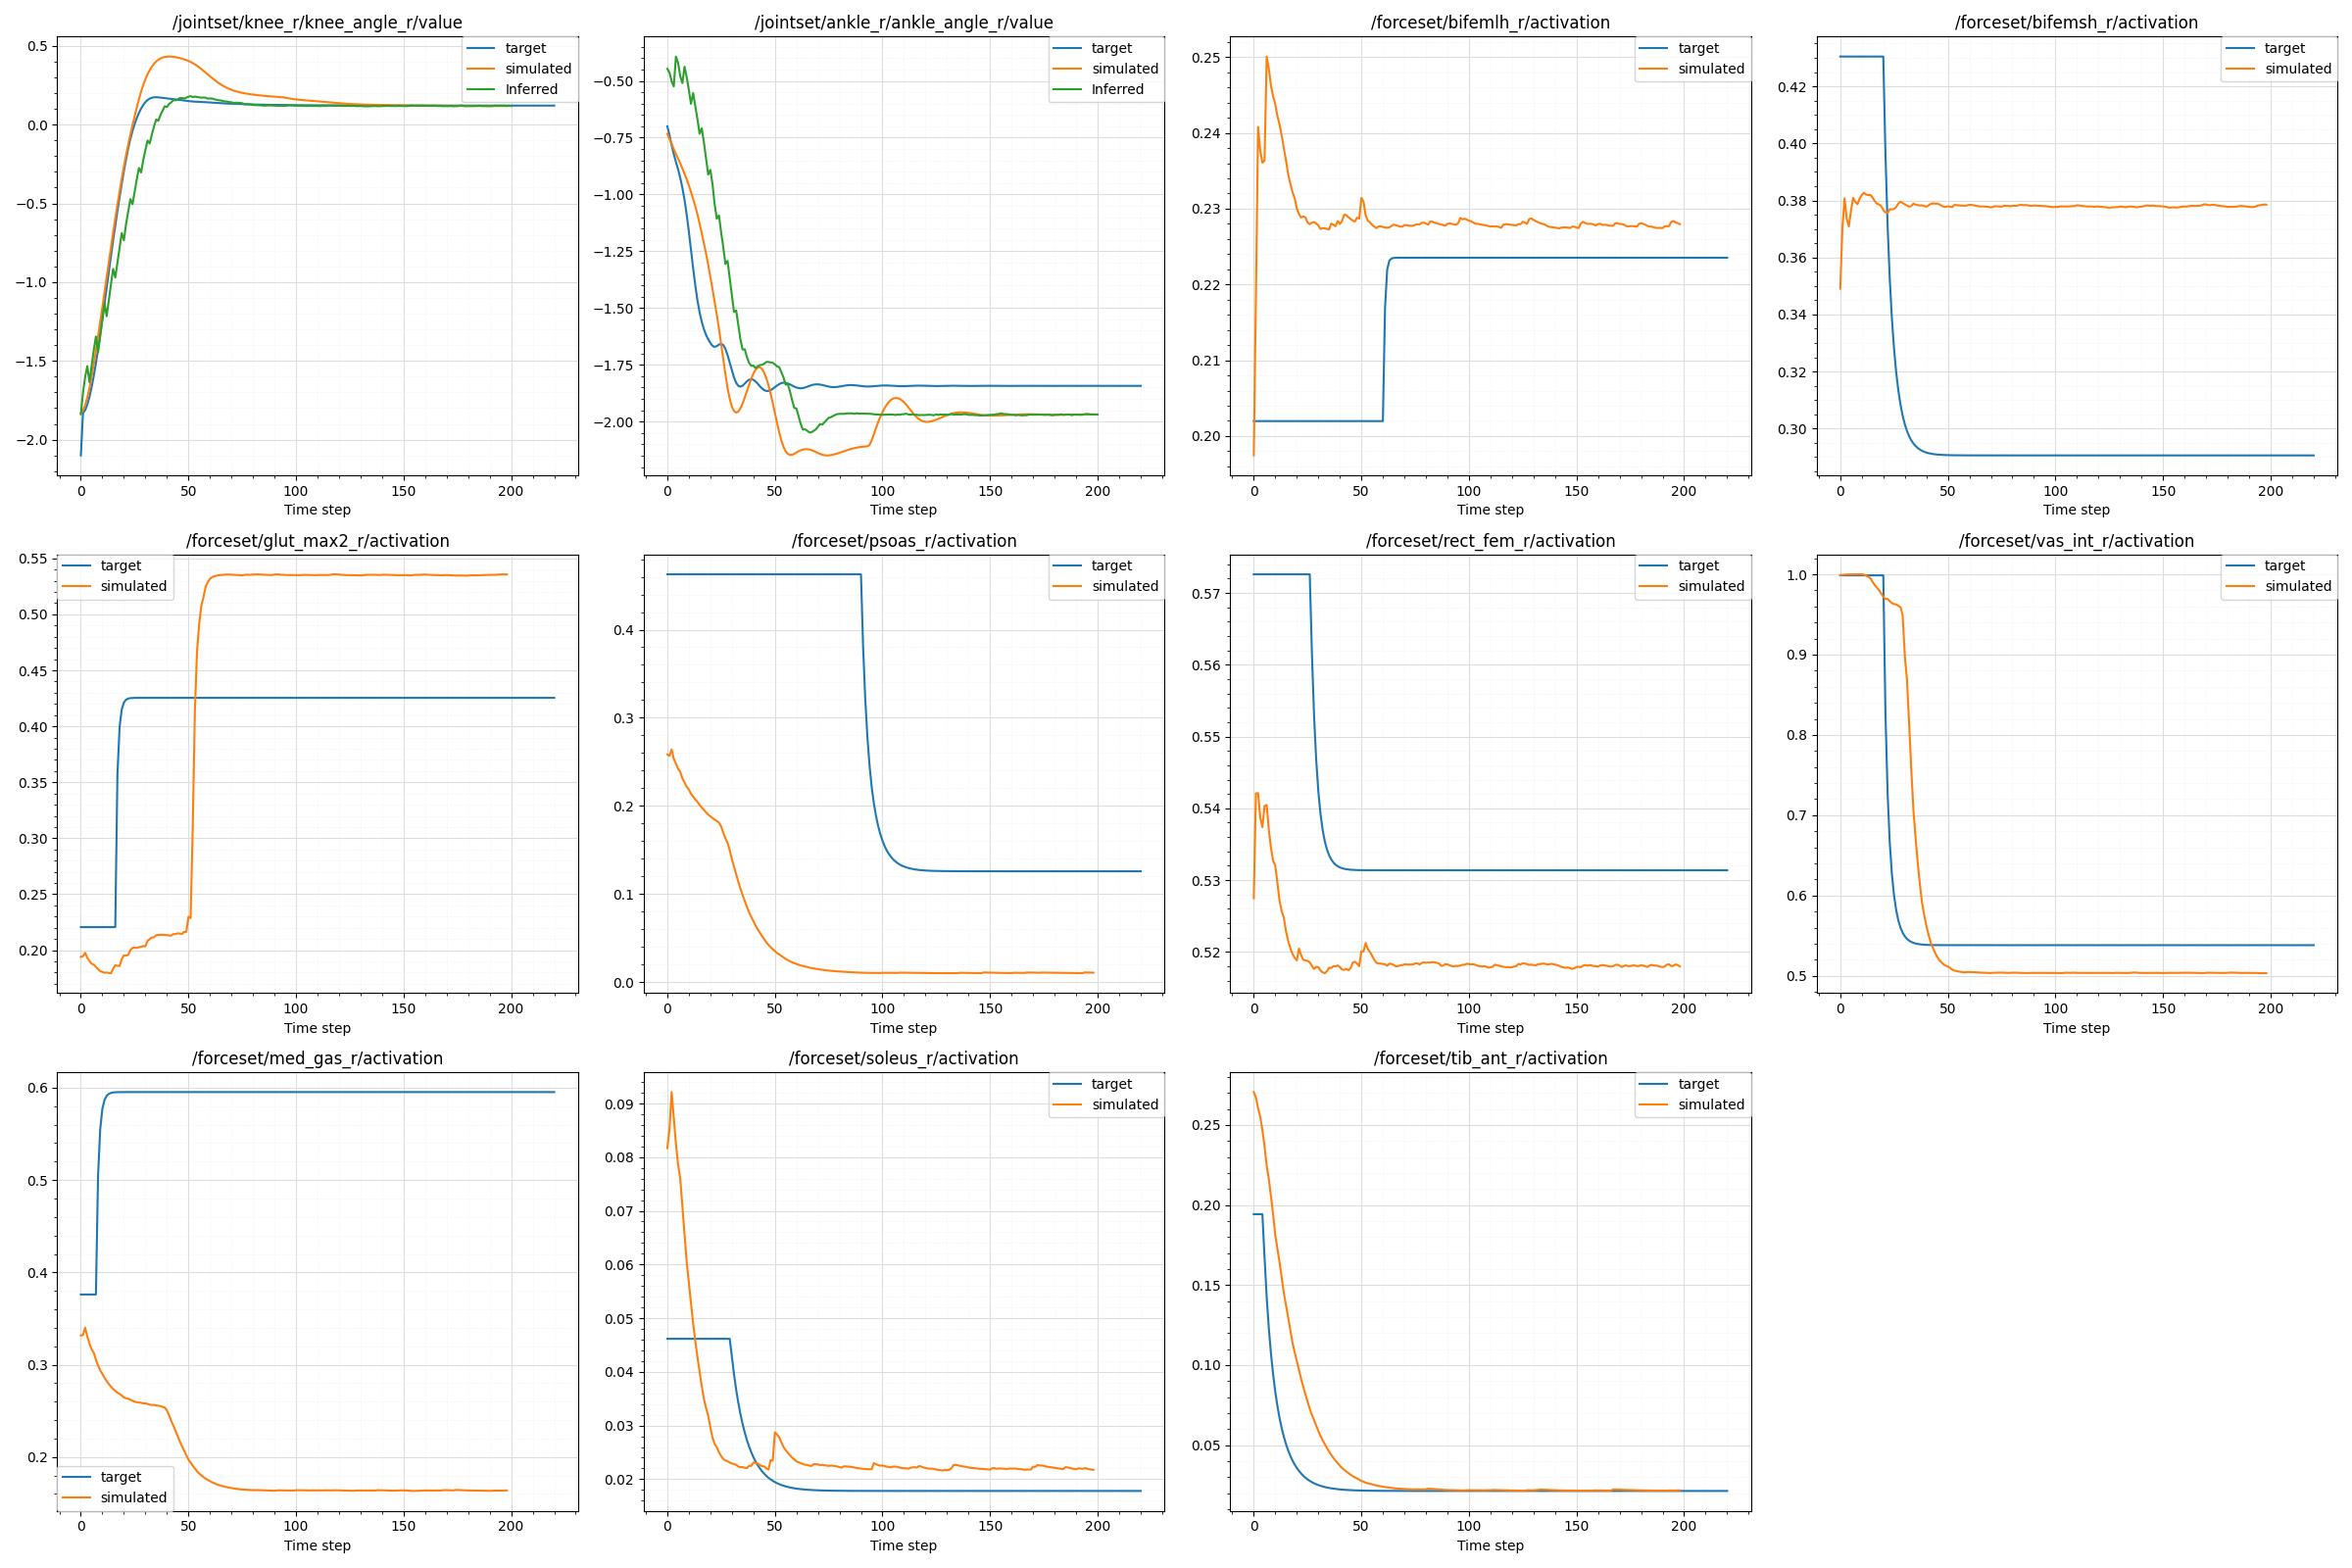 /jointset/knee_r/knee_angle_r/value
target
simulated
Inferred
0.5
0.0
−0.5
−1.0
−1.5
−2.0
0 50 100 150 200
Time step
/jointset/ankle_r/ankle_angle_r/value
target
simulated
Inferred
−0.50
−0.75
−1.00
−1.25
−1.50
−1.75
−2.00
0 50 100 150 200
Time step
/forceset/bifemlh_r/activation
target
simulated
0.25
0.24
0.23
0.22
0.21
0.20
0 50 100 150 200
Time step
/forceset/bifemsh_r/activation
target
simulated
0.42
0.40
0.38
0.36
0.34
0.32
0.30
0 50 100 150 200
Time step
/forceset/glut_max2_r/activation
target
simulated
0.55
0.50
0.45
0.40
0.35
0.30
0.25
0.20
0 50 100 150 200
Time step
/forceset/psoas_r/activation
target
simulated
0.4
0.3
0.2
0.1
0.0
0 50 100 150 200
Time step
/forceset/rect_fem_r/activation
target
simulated
0.57
0.56
0.55
0.54
0.53
0.52
0 50 100 150 200
Time step
/forceset/vas_int_r/activation
target
simulated
1.0
0.9
0.8
0.7
0.6
0.5
0 50 100 150 200
Time step
/forceset/med_gas_r/activation
0.6
0.5
0.4
0.3
0.2
target
simulated
0 50 100 150 200
Time step
/forceset/soleus_r/activation
target
simulated
0.09
0.08
0.07
0.06
0.05
0.04
0.03
0.02
0 50 100 150 200
Time step
/forceset/tib_ant_r/activation
target
simulated
0.25
0.20
0.15
0.10
0.05
0 50 100 150 200
Time step